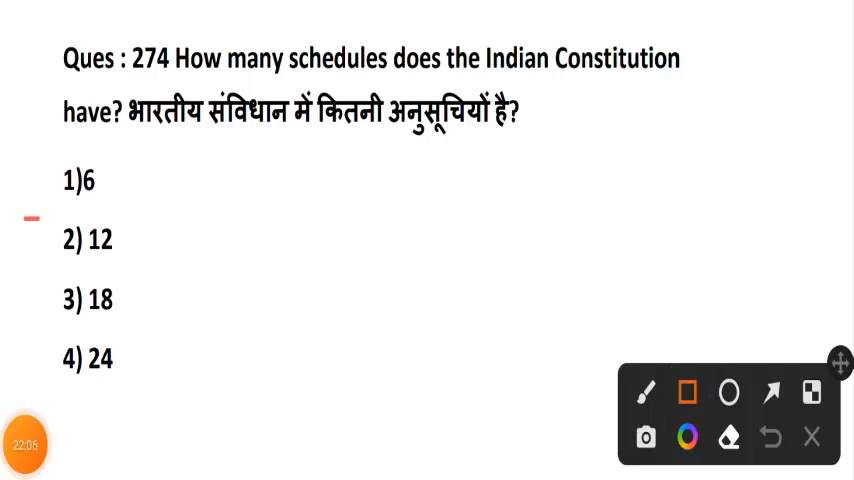 Ques : 274 How many schedules does the Indian Constitution
have? भारतीय संविधान में कितनी अनुसूचियों है?
1)6
2) 12
3) 18
4) 24
22:05